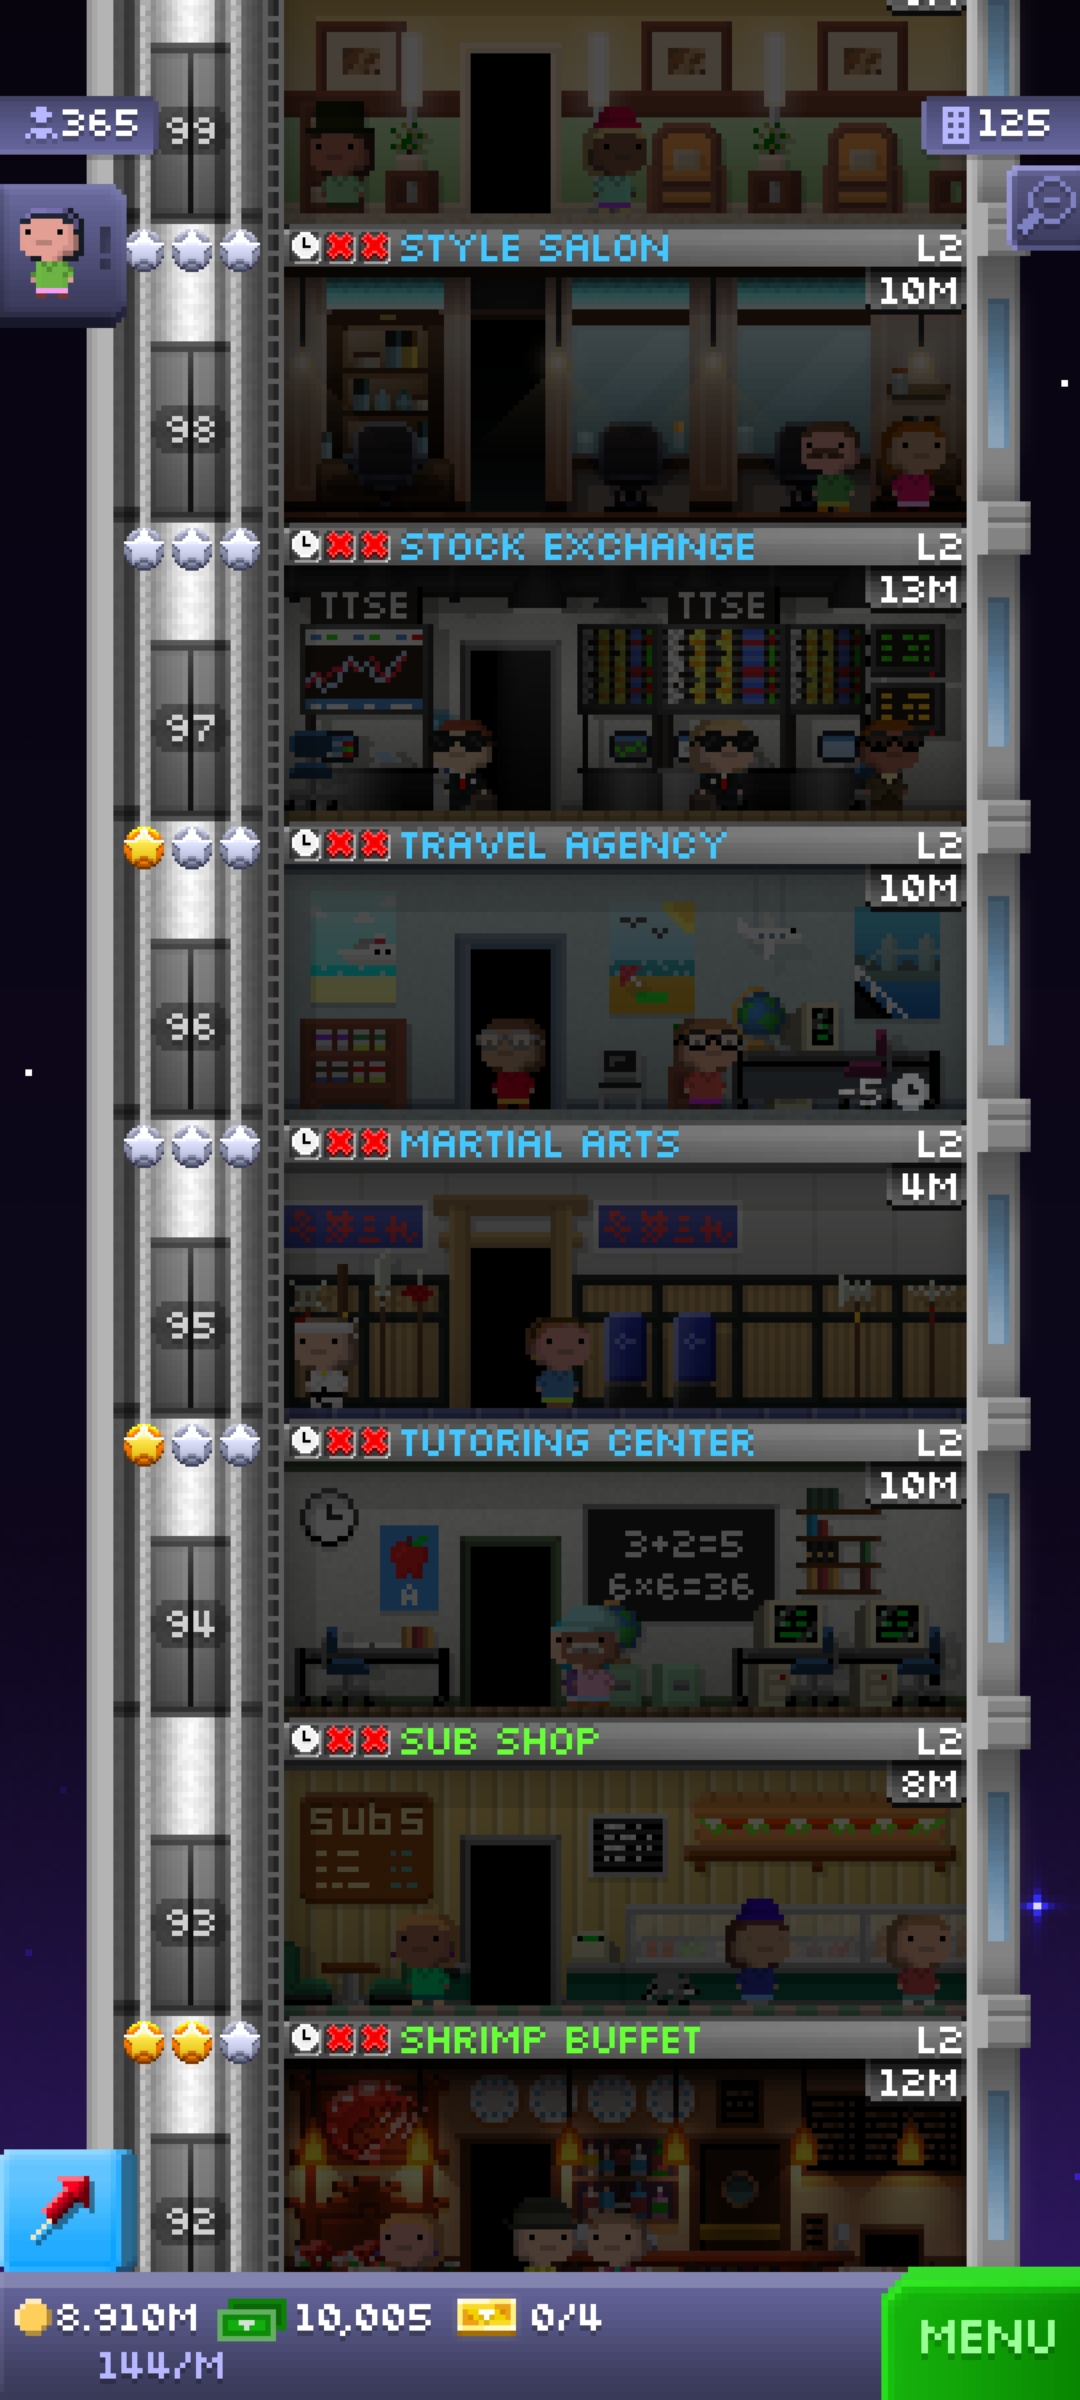 99
365
125
STYLE SALON L2
10M
98
STOCK EXCHANGE L2
13M
TTSE TTSE
97
TRAVEL AGENCY L2
10M
96
-5
MARTIAL ARTS L2
4M
95
TUTORING CENTER L2
10M
3+2=5
6×6=36
A
94
SUB SHOP L2
8M
SUBS
93
SHRIMP BUFFET L2
12M
92
8.910M 10,005 0/4
144/M
MENU